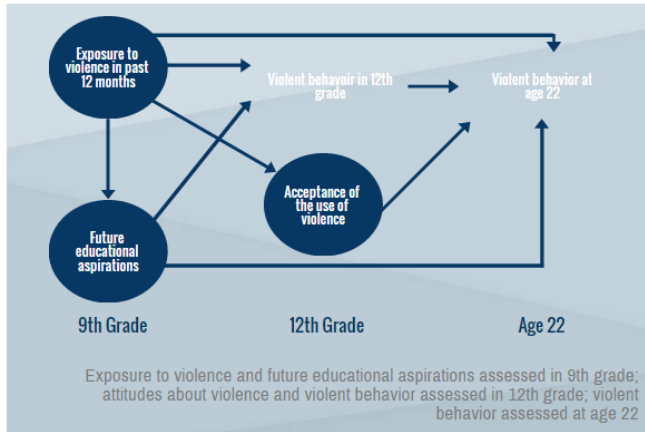 Exposure to
violence in past
12 months
Violent behavoir in 12th
grade
Violent behavior at
age 22
Acceptance of
the use of
violence
Future
educational
aspirations
9th Grade
12th Grade
Age 22
Exposure to violence and future educational aspirations assessed in 9th grade;
attitudes about violence and violent behavior assessed in 12th grade; violent
behavior assessed at age 22